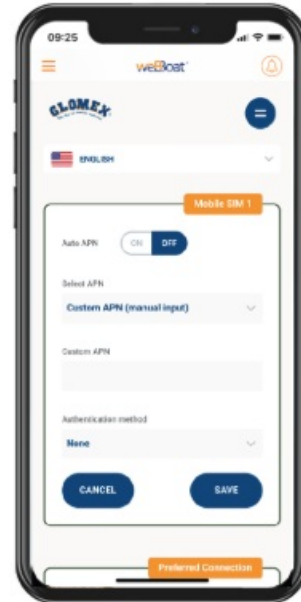 09:25
weBBoat
GLOMEX
ENGLISH
Mobile SIM 1
Auto APN ON OFF
Select APN
Custom APN (manual input)
Custom APN
Authentication method
None
CANCEL SAVE
Preferred Connection